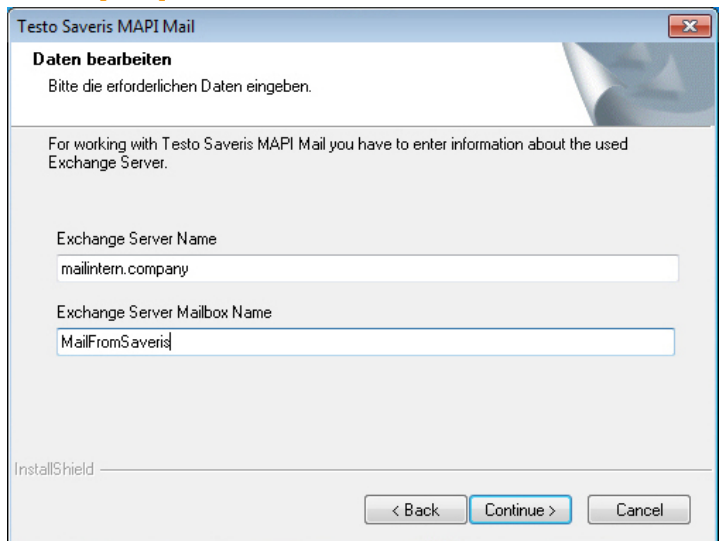 Testo Saveris MAPI Mail
Daten bearbeiten
Bitte die erforderlichen Daten eingeben.
For working with Testo Saveris MAPI Mail you have to enter information about the used
Exchange Server.
Exchange Server Name
mailintern.company
Exchange Server Mailbox Name
MailFromSaveris
InstallShield
< Back Continue > Cancel